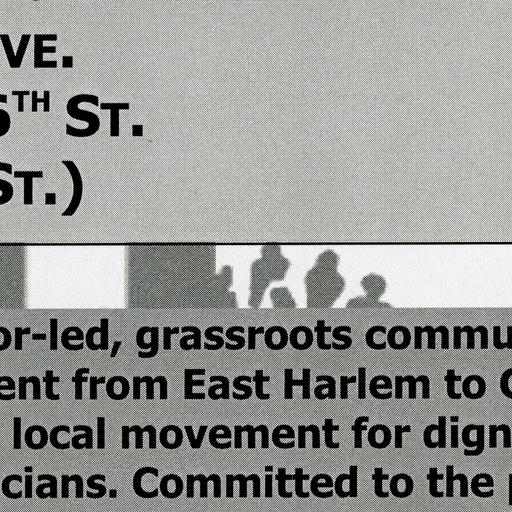 VE.
6TH ST.
ST.)
or-led, grassroots commu
ent from East Harlem to
local movement for dign
cians. Committed to the